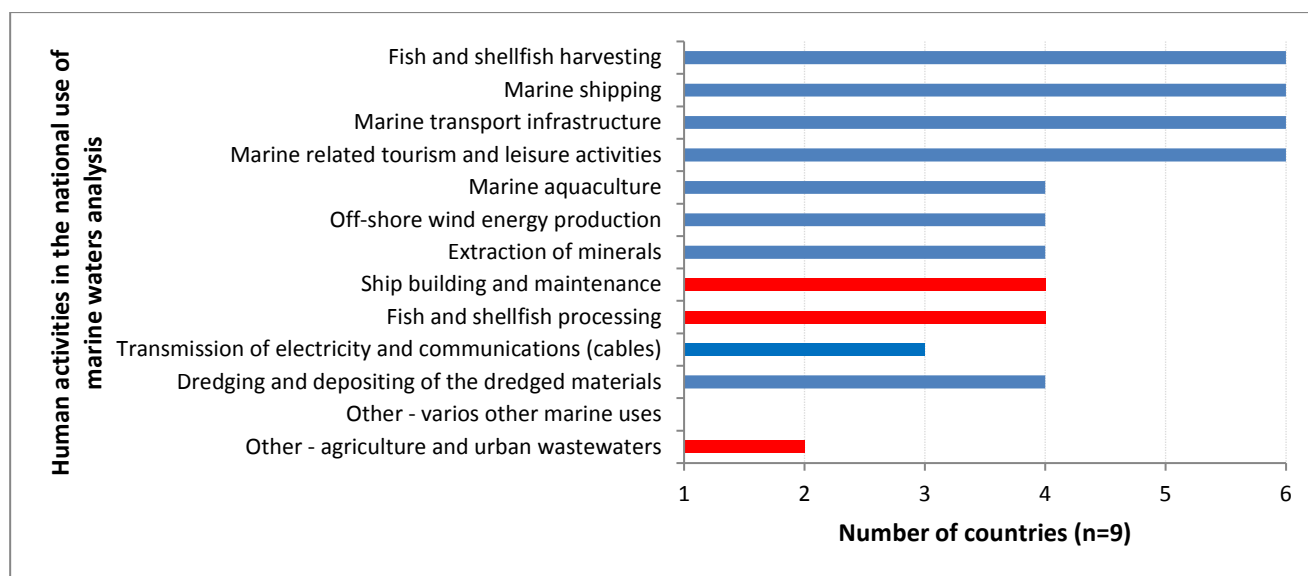 Human activities in the national use of
marine waters analysis
Fish and shellfish harvesting
Marine shipping
Marine transport infrastructure
Marine related tourism and leisure activities
Marine aquaculture
Off-shore wind energy production
Extraction of minerals
Ship building and maintenance
Fish and shellfish processing
Transmission of electricity and communications (cables)
Dredging and depositing of the dredged materials
Other - varios other marine uses
Other - agriculture and urban wastewaters
1 2 3 4 5 6
Number of countries (n=9)